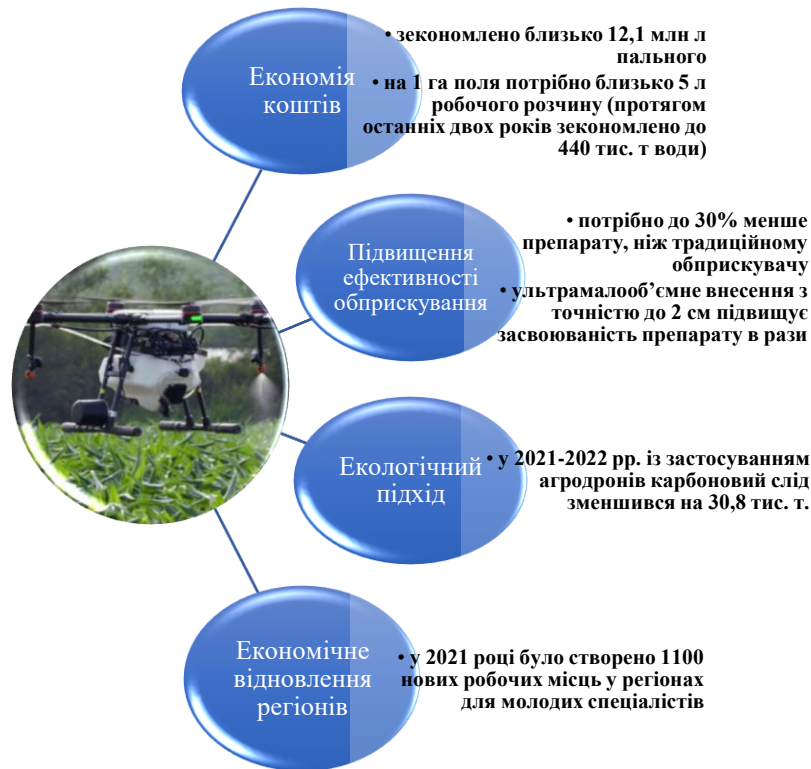 Економія
коштів
• зекономлено близько 12,1 млн л
пального
• на 1 га поля потрібно близько 5 л
робочого розчину (протягом
останніх двох років зекономлено до
440 тис. т води)
Підвищення
ефективності
обприскування
• потрібно до 30% менше
препарату, ніж традиційному
обприскувачу
• ультрамалооб’ємне внесення з
точністю до 2 см підвищує
засвоюваність препарату в рази
Екологічний
підхід
• у 2021-2022 рр. із застосуванням
агродронів карбоновий слід
зменшився на 30,8 тис. т.
Економічне
відновлення
регіонів
• у 2021 році було створено 1100
нових робочих місць у регіонах
для молодих спеціалістів